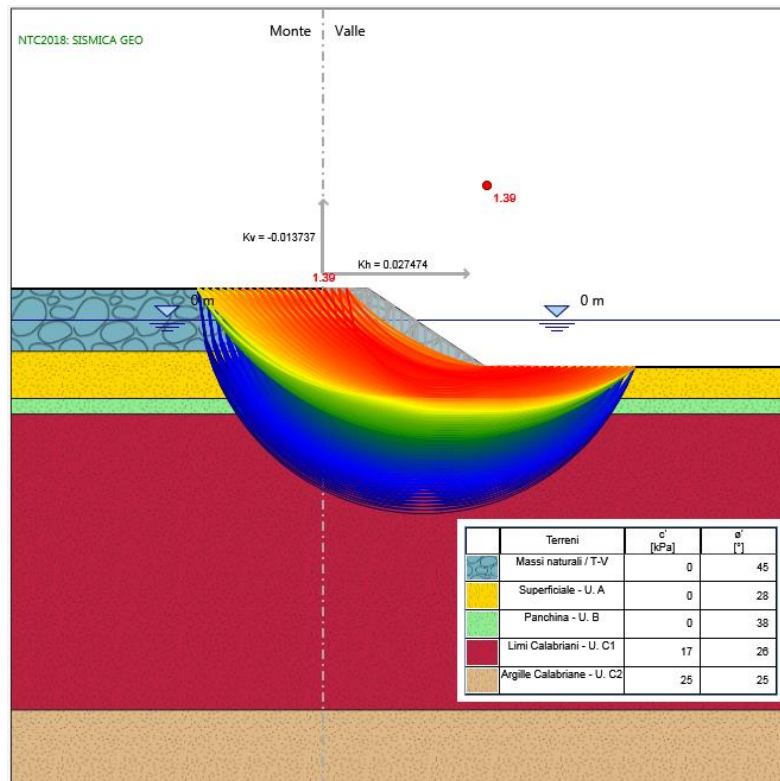 Monte Valle
NTC2018: SISMICA GEO
1.39
Kv = -0.013737
Kh = 0.027474
1.39
0 m
0 m
Terreni c' [kPa] ø' [°]
Massi naturali / T-V 0 45
Superficiale - U. A 0 28
Panchina - U. B 0 38
Limi Calabriani - U. C1 17 26
Argille Calabriane - U. C2 25 25